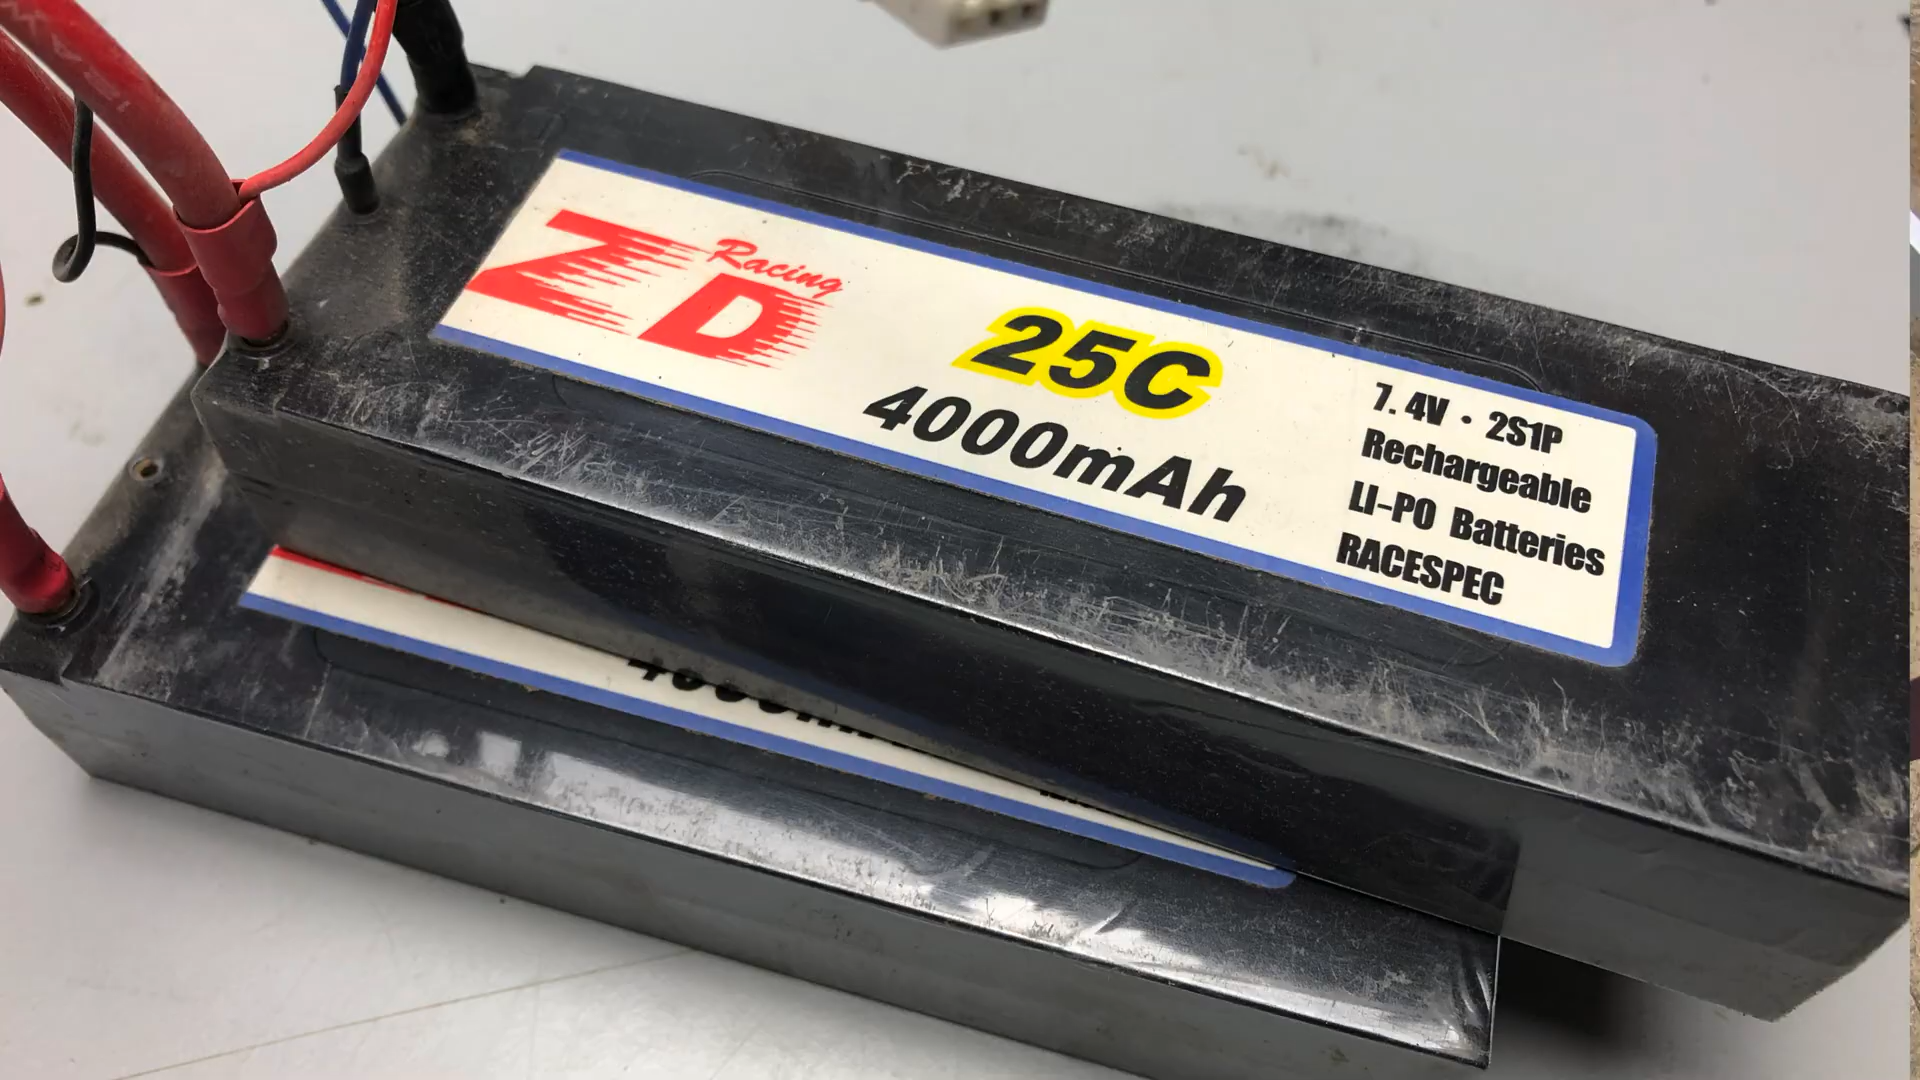 ZD Racing
25C
4000mAh
7.4V · 2S1P
Rechargeable
LI-PO Batteries
RACESPEC